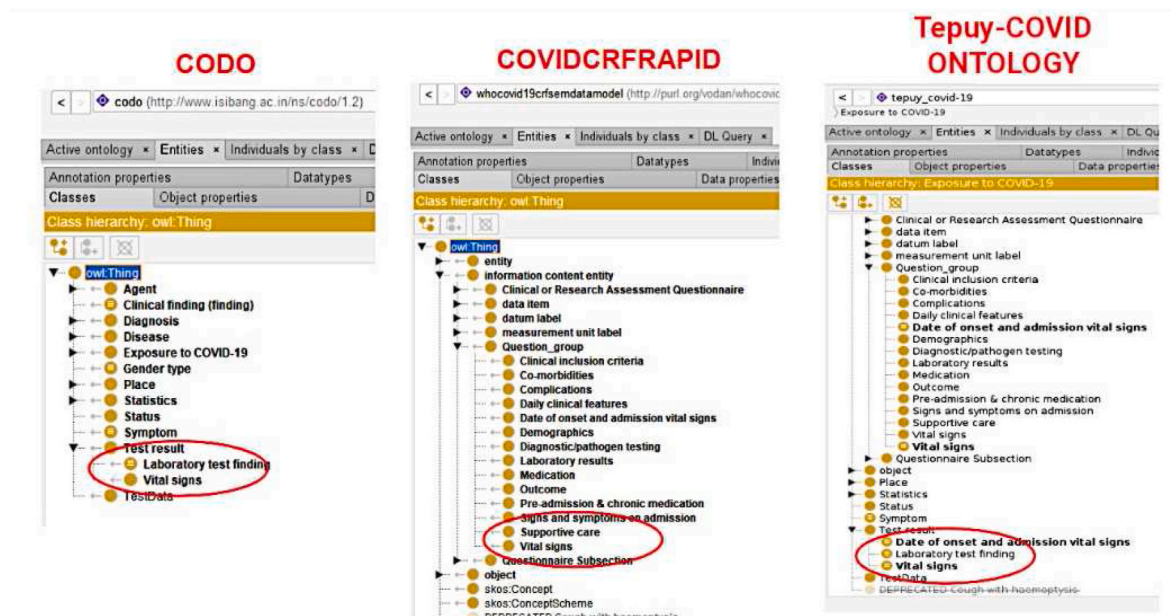 CODO
< > codo (http://www.isibang.ac.in/ns/codo/1.2)
Active ontology × Entities × Individuals by class × D
Annotation properties Datatypes
Classes Object properties D
Class hierarchy: owl:Thing
owl:Thing
Agent
Clinical finding (finding)
Diagnosis
Disease
Exposure to COVID-19
Gender type
Place
Statistics
Status
Symptom
Test result
Laboratory test finding
Vital signs
TestData
COVIDCRFRAPID
< > whocovid19crfsemdatamodel (http://purl.org/vodan/whocovic
Active ontology × Entities × Individuals by class × DL Query ×
Annotation properties Datatypes Indivi
Classes Object properties Data properties
Class hierarchy: owl:Thing
owl:Thing
entity
information content entity
Clinical or Research Assessment Questionnaire
data item
datum label
measurement unit label
Question_group
Clinical inclusion criteria
Co-morbidities
Complications
Daily clinical features
Date of onset and admission vital signs
Demographics
Diagnostic/pathogen testing
Laboratory results
Medication
Outcome
Pre-admission & chronic medication
Signs and symptoms on admission
Supportive care
Vital signs
Questionnaire Subsection
object
skos:Concept
skos:ConceptScheme
DEPRECATED Cough with haemoptysis
Tepuy-COVID
ONTOLOGY
< > tepuy_covid-19
Exposure to COVID-19
Active ontology × Entities × Individuals by class × DL Qu
Annotation properties Datatypes Indivic
Classes Object properties Data propertie
Class hierarchy: Exposure to COVID-19
Clinical or Research Assessment Questionnaire
data item
datum label
measurement unit label
Question_group
Clinical inclusion criteria
Co-morbidities
Complications
Daily clinical features
Date of onset and admission vital signs
Demographics
Diagnostic/pathogen testing
Laboratory results
Medication
Outcome
Pre-admission & chronic medication
Signs and symptoms on admission
Supportive care
Vital signs
Vital signs
Questionnaire Subsection
object
Place
Statistics
Status
Symptom
Test result
Date of onset and admission vital signs
Laboratory test finding
Vital signs
TestData
DEPRECATED Cough with haemoptysis